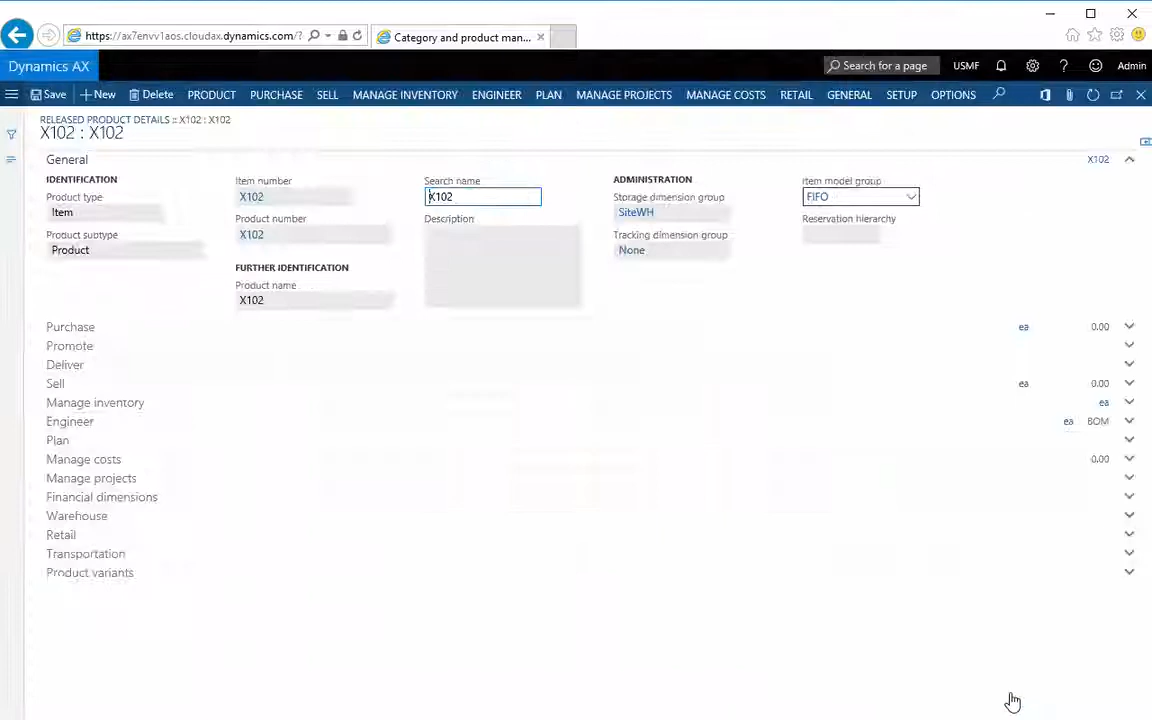 https://ax7envv1aos.cloudax.dynamics.com/?
Category and product man...
Dynamics AX
Search for a page
USMF
Admin
Save
New
Delete
PRODUCT
PURCHASE
SELL
MANAGE INVENTORY
ENGINEER
PLAN
MANAGE PROJECTS
MANAGE COSTS
RETAIL
GENERAL
SETUP
OPTIONS
RELEASED PRODUCT DETAILS :: X102 : X102
X102 : X102
General
X102
IDENTIFICATION
Product type
Item
Product subtype
Product
Item number
X102
Product number
X102
FURTHER IDENTIFICATION
Product name
X102
Search name
X102
Description
ADMINISTRATION
Storage dimension group
SiteWH
Tracking dimension group
None
Item model group
FIFO
Reservation hierarchy
Purchase ea 0.00
Promote
Deliver
Sell ea 0.00
Manage inventory ea
Engineer ea BOM
Plan
Manage costs 0.00
Manage projects
Financial dimensions
Warehouse
Retail
Transportation
Product variants